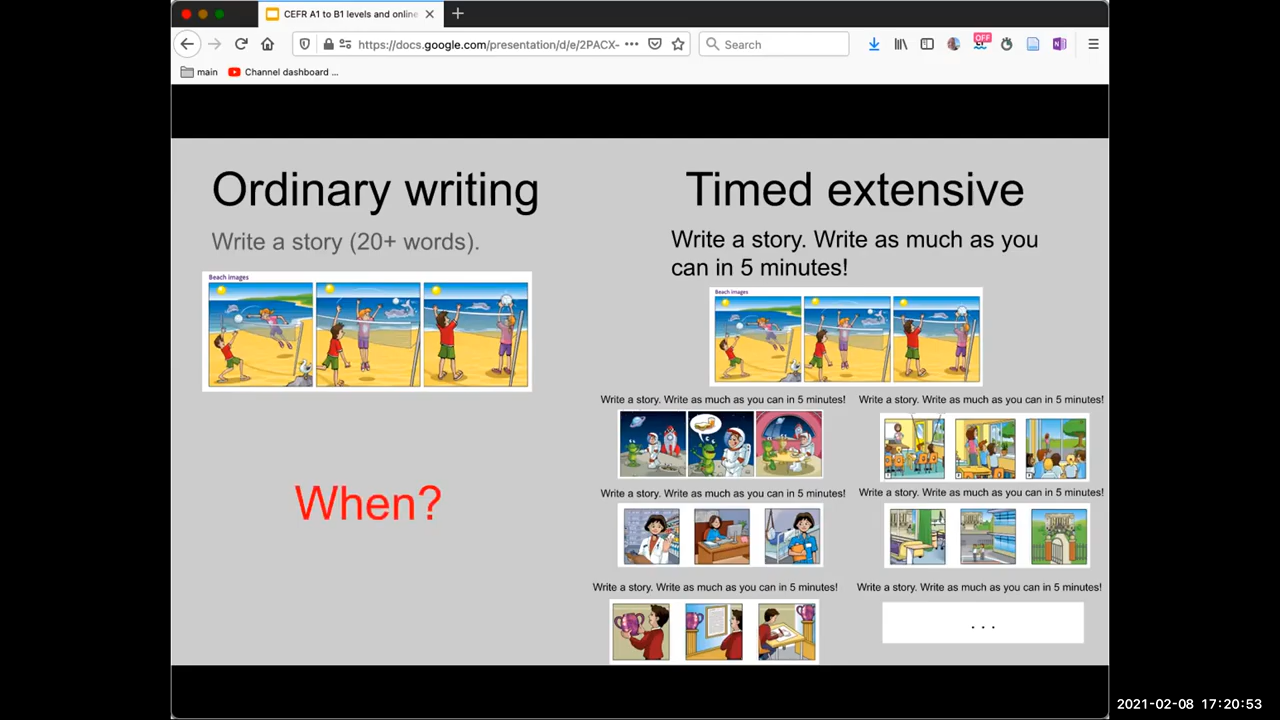 CEFR A1 to B1 levels and online
https://docs.google.com/presentation/d/e/2PACX-
Search
OFF
main
Channel dashboard ...
Ordinary writing
Write a story (20+ words).
Beach images
When?
Timed extensive
Write a story. Write as much as you
can in 5 minutes!
Beach images
Write a story. Write as much as you can in 5 minutes!
Write a story. Write as much as you can in 5 minutes!
Write a story. Write as much as you can in 5 minutes!
Write a story. Write as much as you can in 5 minutes!
Write a story. Write as much as you can in 5 minutes!
Write a story. Write as much as you can in 5 minutes!
. . .
2021-02-08 17:20:53